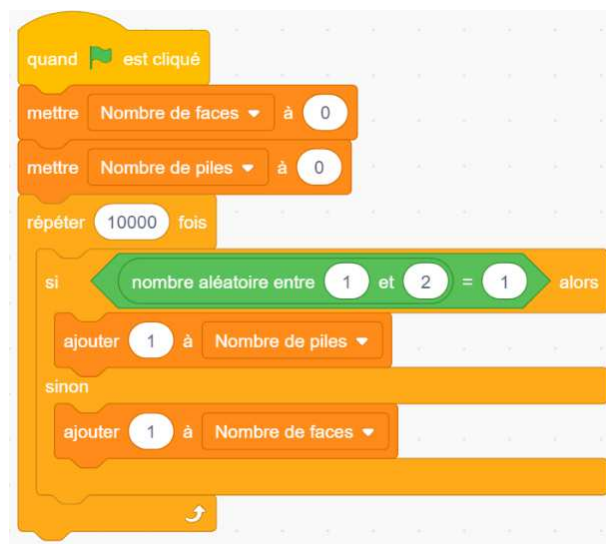 quand est cliqué
mettre Nombre de faces à 0
mettre Nombre de piles à 0
répéter 10000 fois
si nombre aléatoire entre 1 et 2 = 1 alors
ajouter 1 à Nombre de piles
sinon
ajouter 1 à Nombre de faces